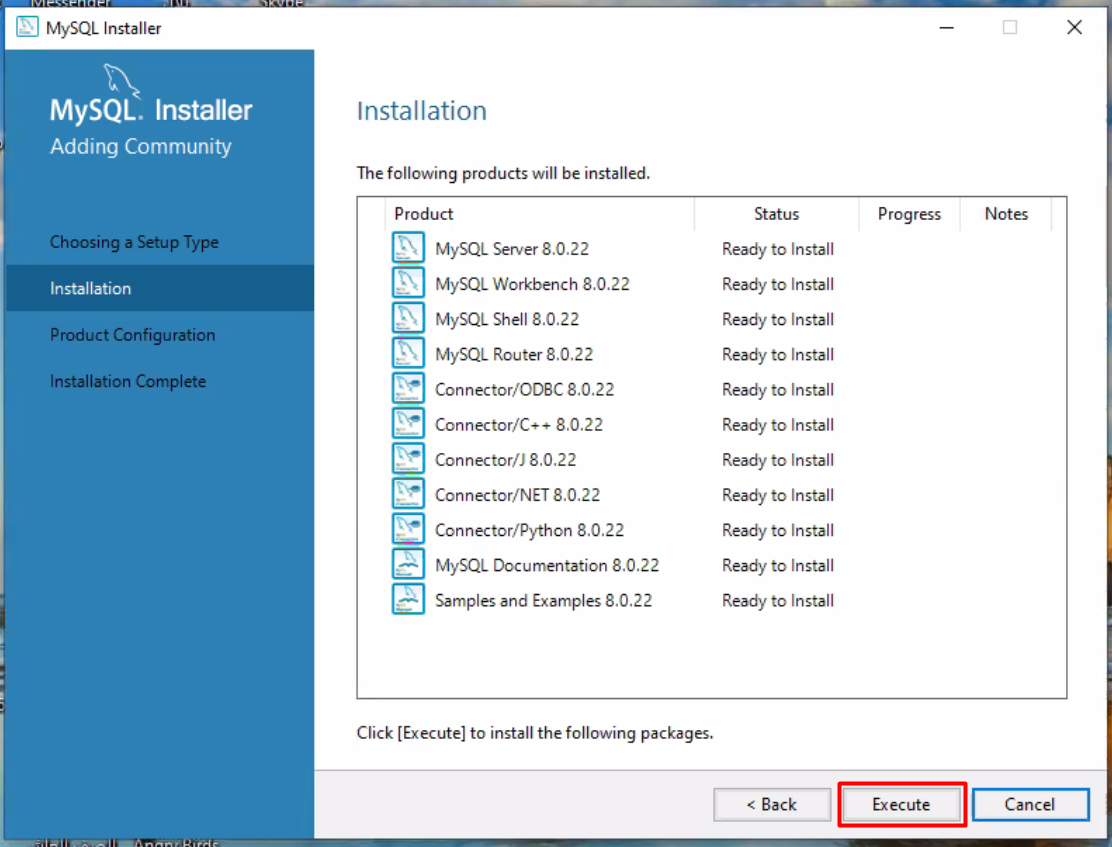 Messenger
Skype
MySQL Installer
MySQL. Installer
Adding Community
Choosing a Setup Type
Installation
Product Configuration
Installation Complete
Installation
The following products will be installed.
Product Status Progress Notes
MySQL Server 8.0.22 Ready to Install
MySQL Workbench 8.0.22 Ready to Install
MySQL Shell 8.0.22 Ready to Install
MySQL Router 8.0.22 Ready to Install
Connector/ODBC 8.0.22 Ready to Install
Connector/C++ 8.0.22 Ready to Install
Connector/J 8.0.22 Ready to Install
Connector/NET 8.0.22 Ready to Install
Connector/Python 8.0.22 Ready to Install
MySQL Documentation 8.0.22 Ready to Install
Samples and Examples 8.0.22 Ready to Install
Click [Execute] to install the following packages.
< Back Execute Cancel
Angry Birds